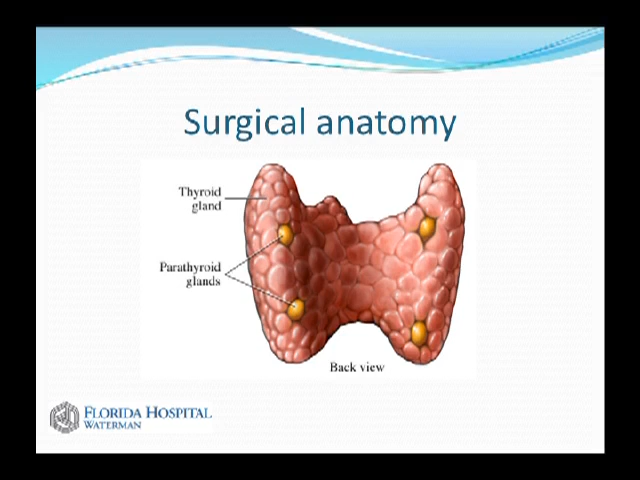 Surgical anatomy
Thyroid
gland
Parathyroid
glands
Back view
FLORIDA HOSPITAL
WATERMAN